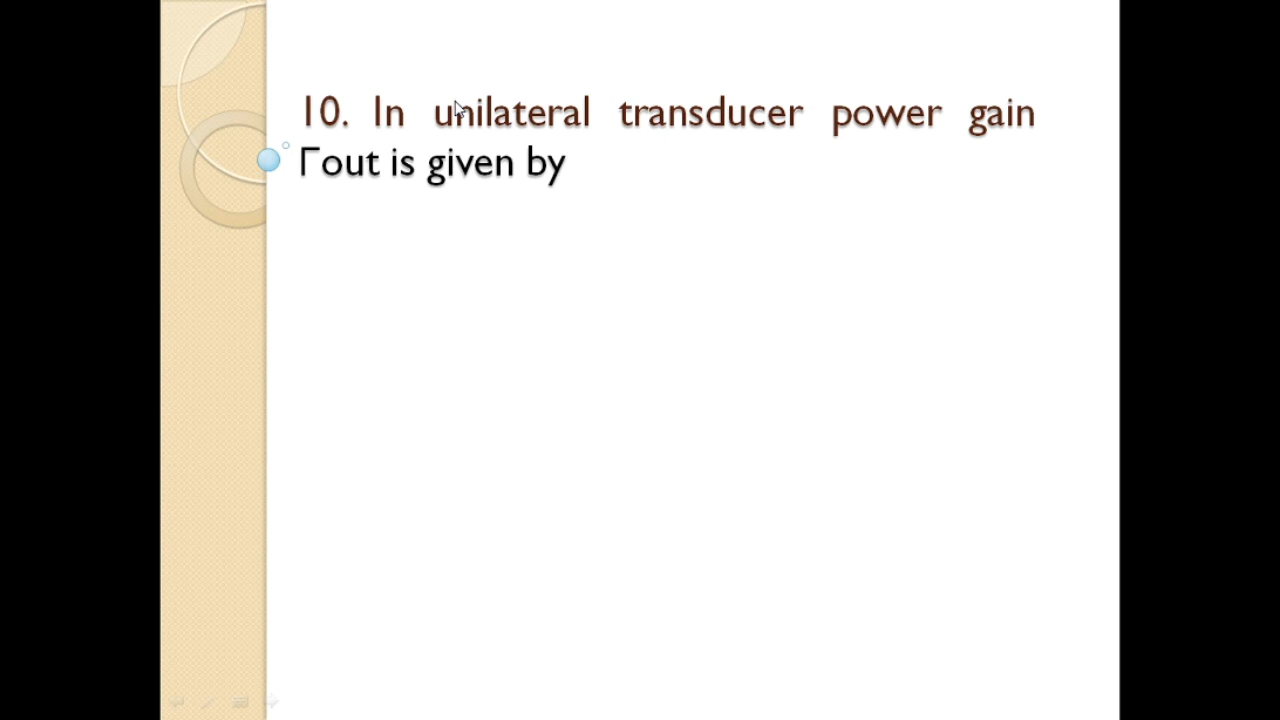 10. In unilateral transducer power gain
Γout is given by